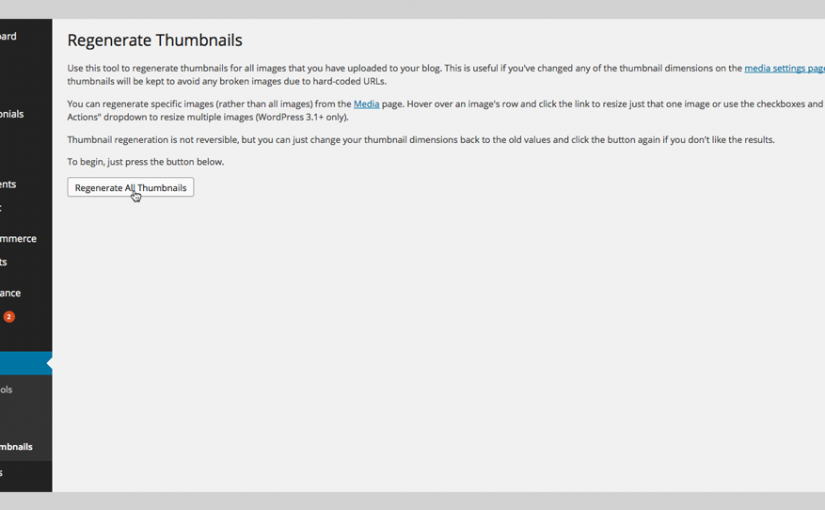 Regenerate Thumbnails
Use this tool to regenerate thumbnails for all images that you have uploaded to your blog. This is useful if you've changed any of the thumbnail dimensions on the media settings page
thumbnails will be kept to avoid any broken images due to hard-coded URLs.
You can regenerate specific images (rather than all images) from the Media page. Hover over an image's row and click the link to resize just that one image or use the checkboxes and
Actions" dropdown to resize multiple images (WordPress 3.1+ only).
Thumbnail regeneration is not reversible, but you can just change your thumbnail dimensions back to the old values and click the button again if you don't like the results.
To begin, just press the button below.
Regenerate All Thumbnails
ard
onials
ents
t
mmerce
ts
ance
2
ols
mbnails
s